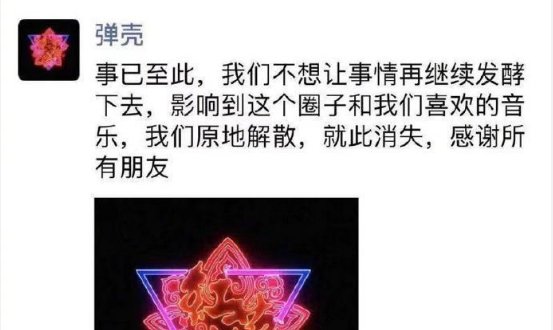 弹壳
事已至此，我们不想让事情再继续发酵
下去，影响到这个圈子和我们喜欢的音
乐，我们原地解散，就此消失，感谢所
有朋友